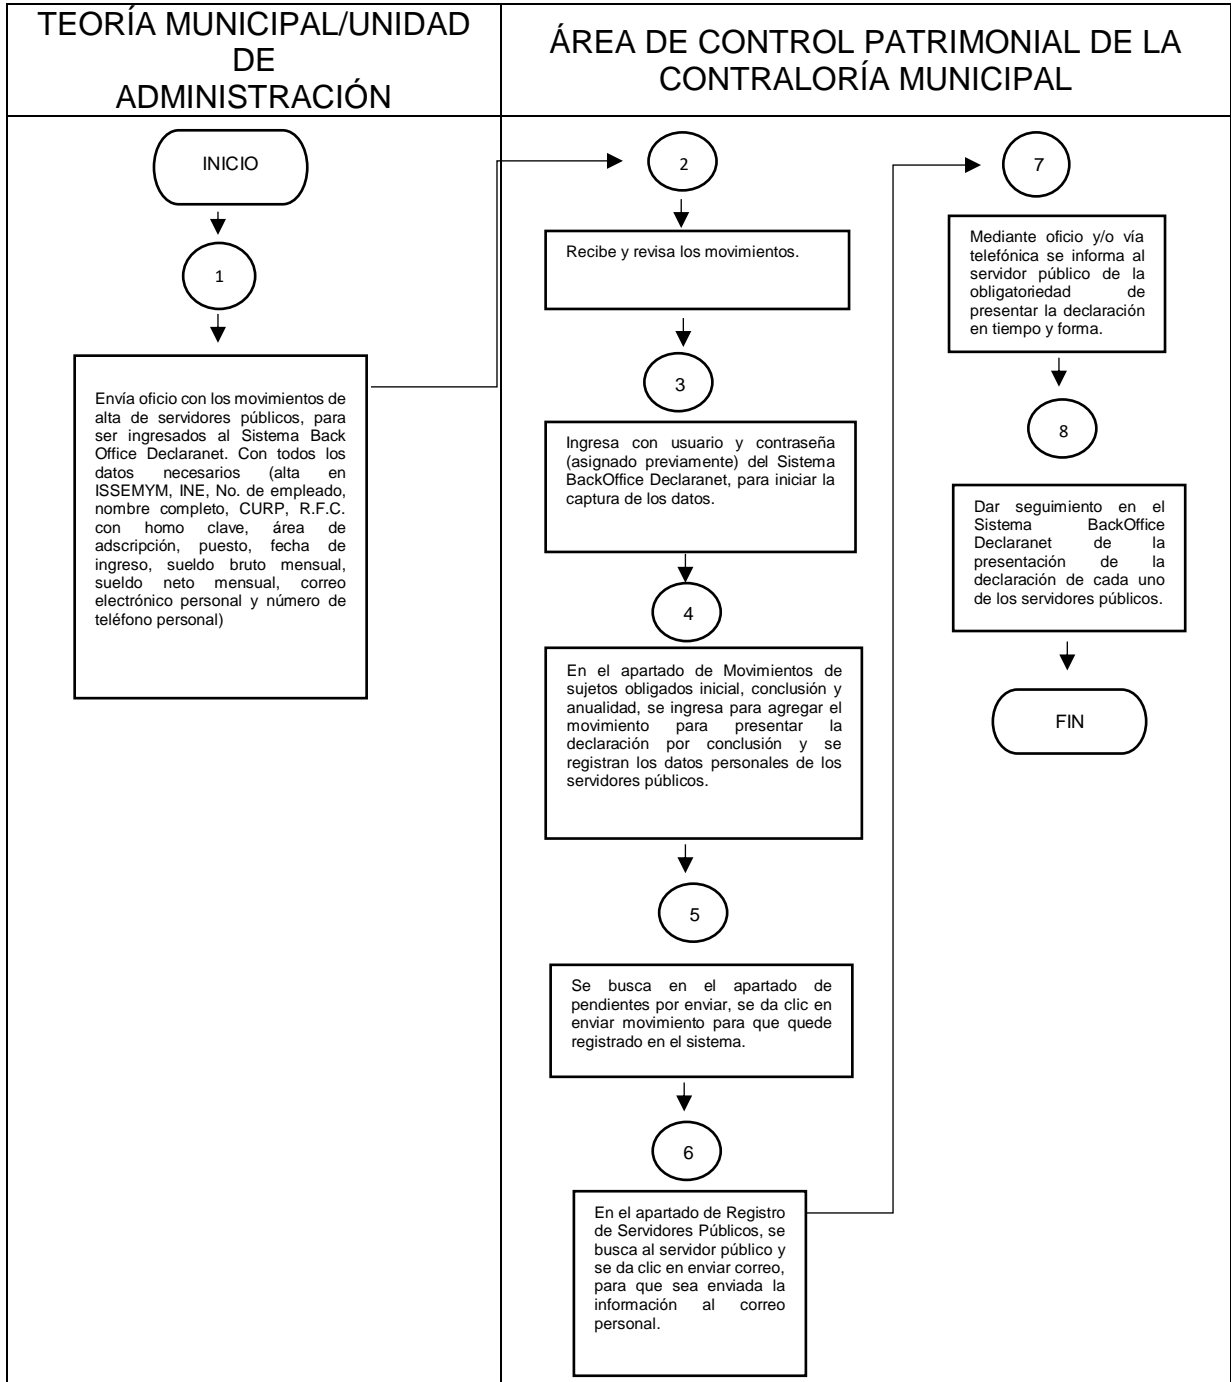 TEORÍA MUNICIPAL/UNIDAD
DE
ADMINISTRACIÓN
ÁREA DE CONTROL PATRIMONIAL DE LA
CONTRALORÍA MUNICIPAL
INICIO
1
Envía oficio con los movimientos de
alta de servidores públicos, para
ser ingresados al Sistema Back
Office Declaranet. Con todos los
datos necesarios (alta en
ISSEMYM, INE, No. de empleado,
nombre completo, CURP, R.F.C.
con homo clave, área de
adscripción, puesto, fecha de
ingreso, sueldo bruto mensual,
sueldo neto mensual, correo
electrónico personal y número de
teléfono personal)
2
Recibe y revisa los movimientos.
3
Ingresa con usuario y contraseña
(asignado previamente) del Sistema
BackOffice Declaranet, para iniciar la
captura de los datos.
4
En el apartado de Movimientos de
sujetos obligados inicial, conclusión y
anualidad, se ingresa para agregar el
movimiento para presentar la
declaración por conclusión y se
registran los datos personales de los
servidores públicos.
5
Se busca en el apartado de
pendientes por enviar, se da clic en
enviar movimiento para que quede
registrado en el sistema.
6
En el apartado de Registro
de Servidores Públicos, se
busca al servidor público y
se da clic en enviar correo,
para que sea enviada la
información al correo
personal.
7
Mediante oficio y/o vía
telefónica se informa al
servidor público de la
obligatoriedad de
presentar la declaración
en tiempo y forma.
8
Dar seguimiento en el
Sistema BackOffice
Declaranet de la
presentación de la
declaración de cada uno
de los servidores públicos.
FIN